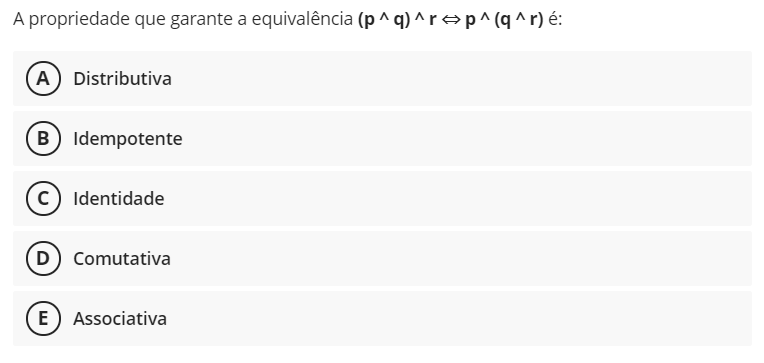 A propriedade que garante a equivalência (p ^ q) ^ r ⇔ p ^ (q ^ r) é:
A Distributiva
B Idempotente
C Identidade
D Comutativa
E Associativa